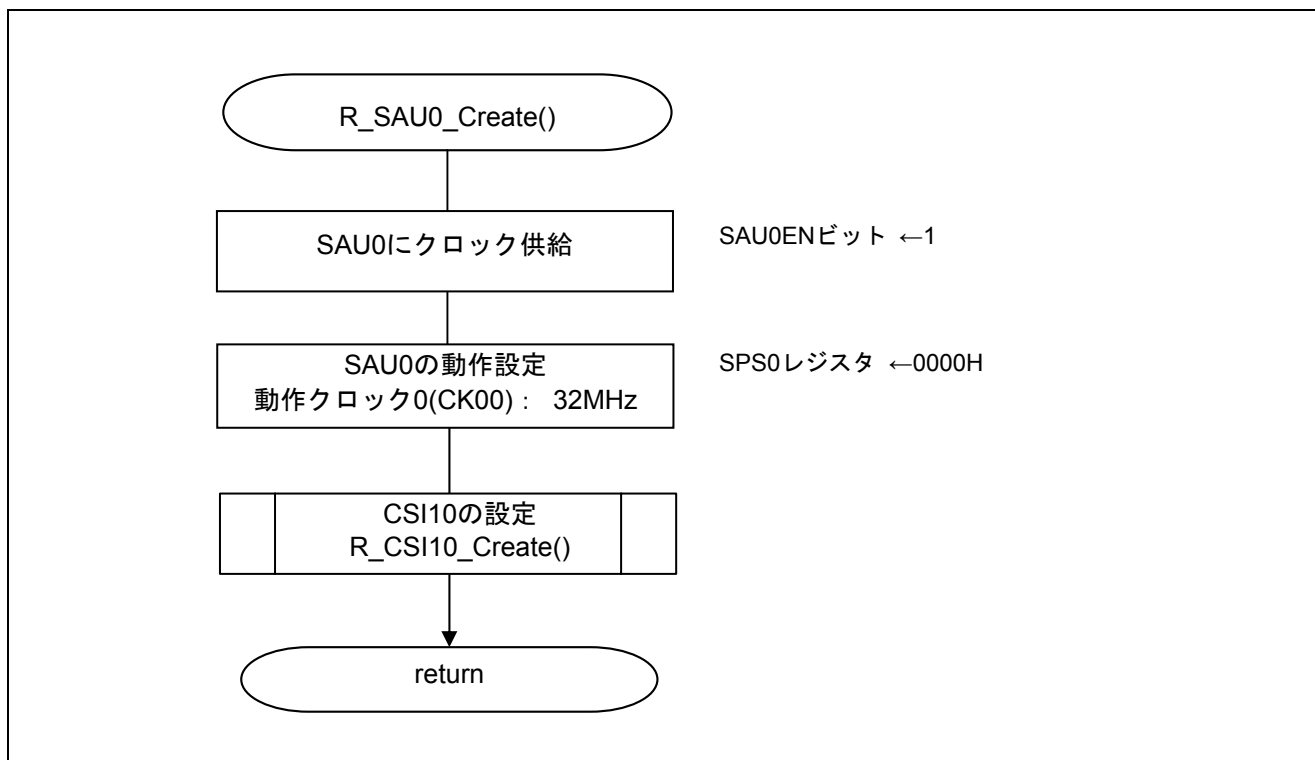 R_SAU0_Create()
SAU0にクロック供給
SAU0ENビット ←1
SAU0の動作設定
動作クロック0(CK00)： 32MHz
SPS0レジスタ ←0000H
CSI10の設定
R_CSI10_Create()
return